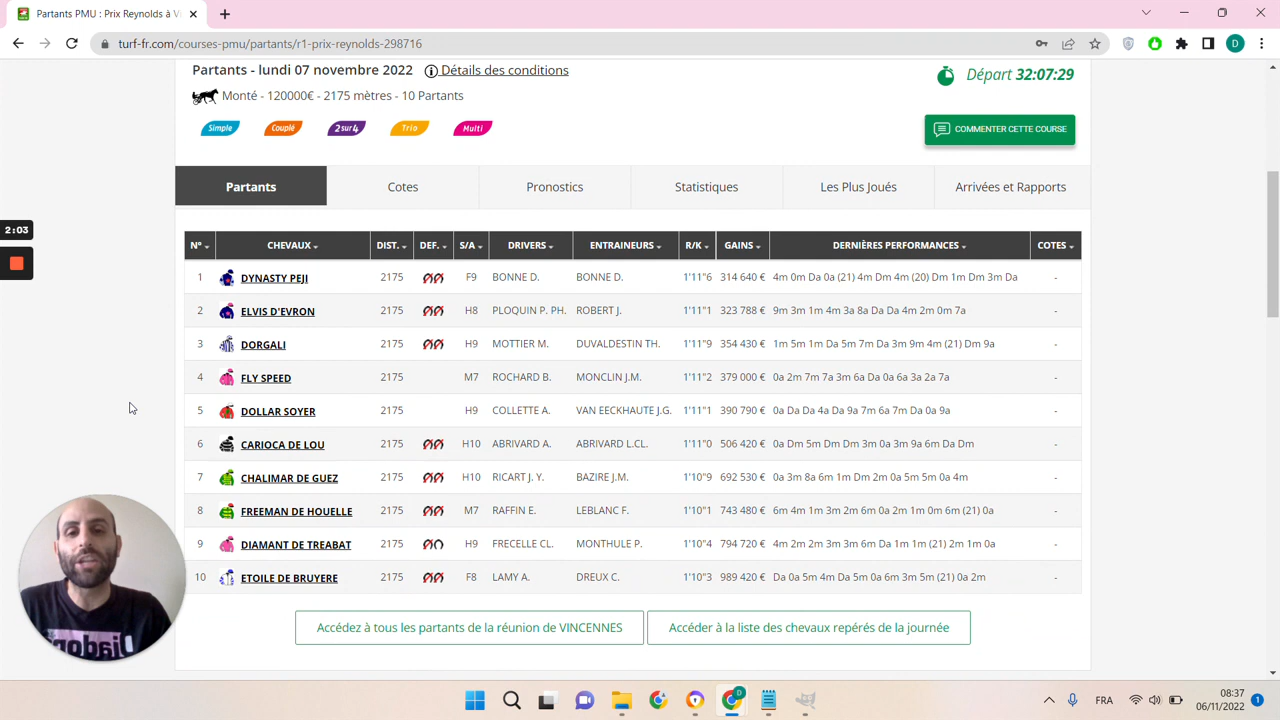 Partants PMU : Prix Reynolds à V
turf-fr.com/courses-pmu/partants/r1-prix-reynolds-298716
D
Partants - lundi 07 novembre 2022 Détails des conditions
Départ 32:07:29
Monté - 120000€ - 2175 mètres - 10 Partants
Simple Couplé 2sur4 Trio Multi
COMMENTER CETTE COURSE
Partants Cotes Pronostics Statistiques Les Plus Joués Arrivées et Rapports
2:03
N° CHEVAUX DIST. DEF. S/A DRIVERS ENTRAINEURS R/K GAINS DERNIÈRES PERFORMANCES COTES
1 DYNASTY PEJI 2175 F9 BONNE D. BONNE D. 1'11"6 314 640 € 4m 0m Da 0a (21) 4m Dm 4m (20) Dm 1m Dm 3m Da -
2 ELVIS D'EVRON 2175 H8 PLOQUIN P. PH. ROBERT J. 1'11"1 323 788 € 9m 3m 1m 4m 3a 8a Da Da 4m 2m 0m 7a -
3 DORGALI 2175 H9 MOTTIER M. DUVALDESTIN TH. 1'11"9 354 430 € 1m 5m 1m Da 5m 7m Da 3m 9m 4m (21) Dm 9a -
4 FLY SPEED 2175 M7 ROCHARD B. MONCLIN J.M. 1'11"2 379 000 € 0a 2m 7m 7a 3m 6a Da 0a 6a 3a 2a 7a -
5 DOLLAR SOYER 2175 H9 COLLETTE A. VAN EECKHAUTE J.G. 1'11"1 390 790 € 0a Da Da 4a Da 9a 7m 6a 7m Da 0a 9a -
6 CARIOCA DE LOU 2175 H10 ABRIVARD A. ABRIVARD L.CL. 1'11"0 506 420 € 0a Dm 5m Dm Dm 3m 0a 3m 9a 6m Da Dm -
7 CHALIMAR DE GUEZ 2175 H10 RICART J. Y. BAZIRE J.M. 1'10"9 692 530 € 0a 3m 8a 6m 1m Dm 2m 0a 5m 5m 0a 4m -
8 FREEMAN DE HOUELLE 2175 M7 RAFFIN E. LEBLANC F. 1'10"1 743 480 € 6m 4m 1m 3m 2m 6m 0a 2m 1m 0m 6m (21) 0a -
9 DIAMANT DE TREABAT 2175 H9 FRECELLE CL. MONTHULE P. 1'10"4 794 720 € 4m 2m 2m 3m 3m 6m Da 1m 1m (21) 2m 1m 0a -
10 ETOILE DE BRUYERE 2175 F8 LAMY A. DREUX C. 1'10"3 989 420 € Da 0a 5m 4m Da 5m 0a 6m 3m 5m (21) 0a 2m -
Accédez à tous les partants de la réunion de VINCENNES Accéder à la liste des chevaux repérés de la journée
FRA 08:37
06/11/2022 1